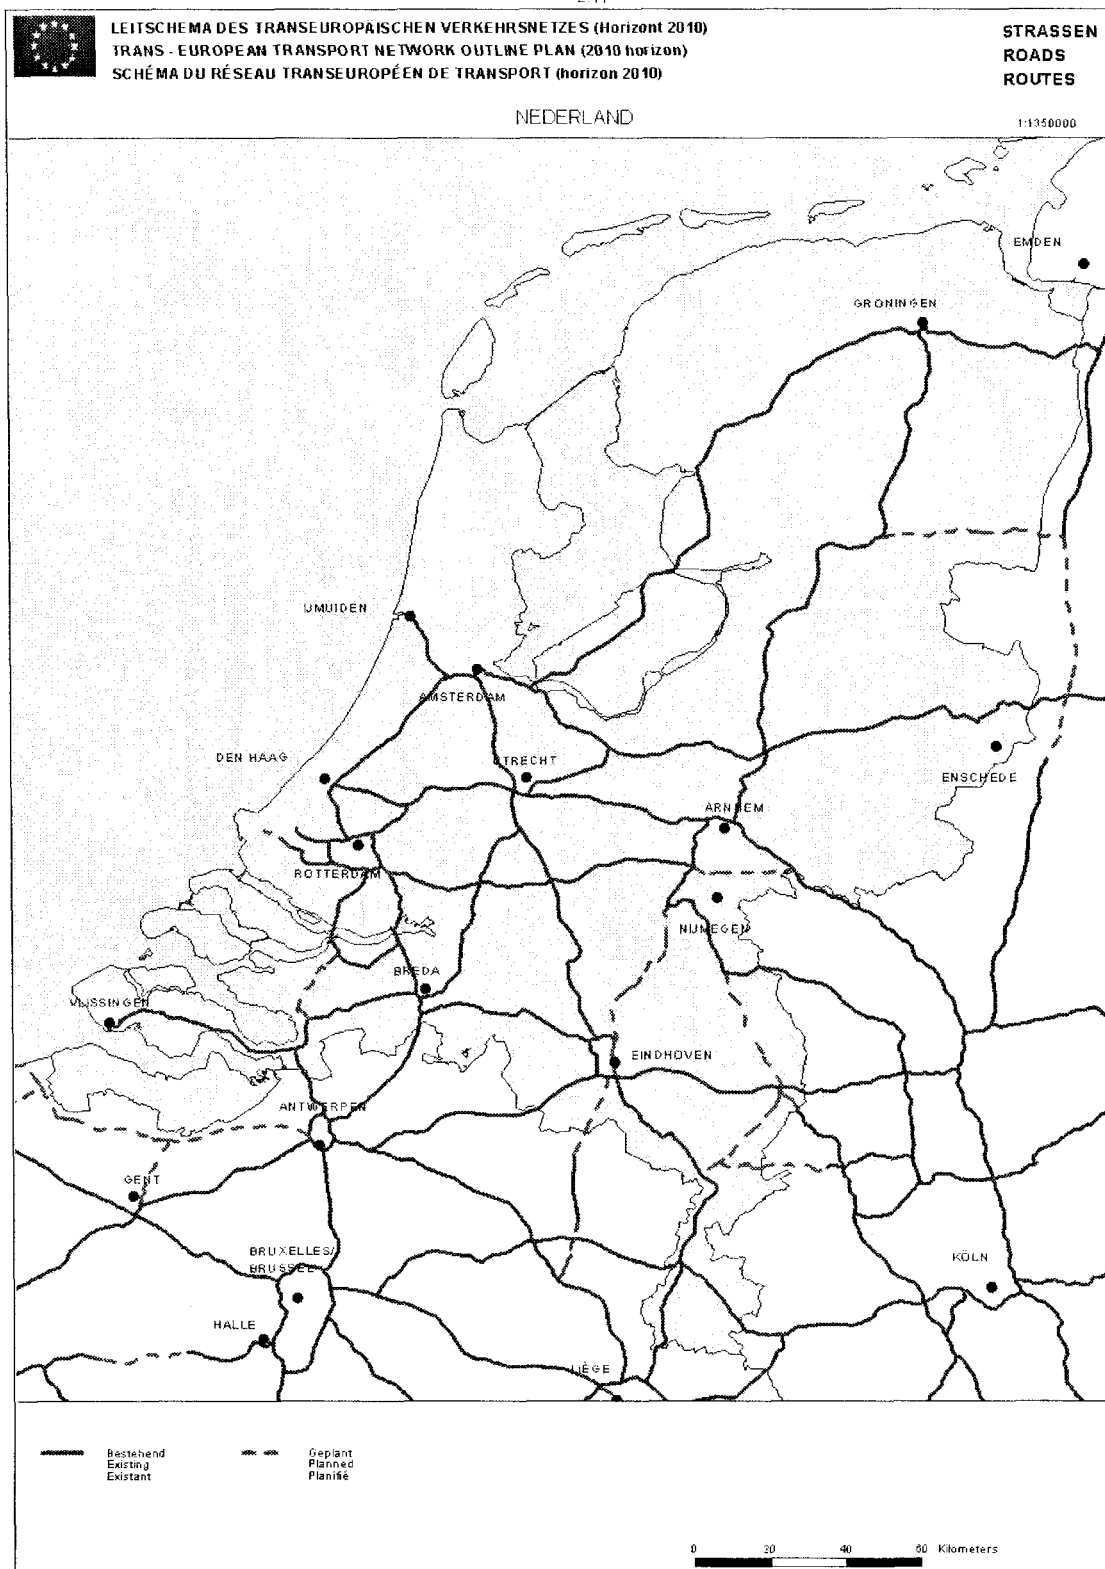 LEITSCHEMA DES TRANSEUROPÄISCHEN VERKEHRSNETZES (Horizont 2010)
TRANS - EUROPEAN TRANSPORT NETWORK OUTLINE PLAN (2010 horizon)
SCHÉMA DU RÉSEAU TRANSEUROPÉEN DE TRANSPORT (horizon 2010)
STRASSEN
ROADS
ROUTES
NEDERLAND
1:1350000
EMDEN
GRONINGEN
IJMUIDEN
AMSTERDAM
DEN HAAG
UTRECHT
ENSCHEDE
ARNHEM
ROTTERDAM
NIJMEGEN
BREDA
VLISSINGEN
EINDHOVEN
ANTWERPEN
GENT
BRUXELLES/
BRUSSEL
KÖLN
HALLE
LIÈGE
Bestehend
Existing
Existant
Geplant
Planned
Planifié
0 20 40 60 Kilometers